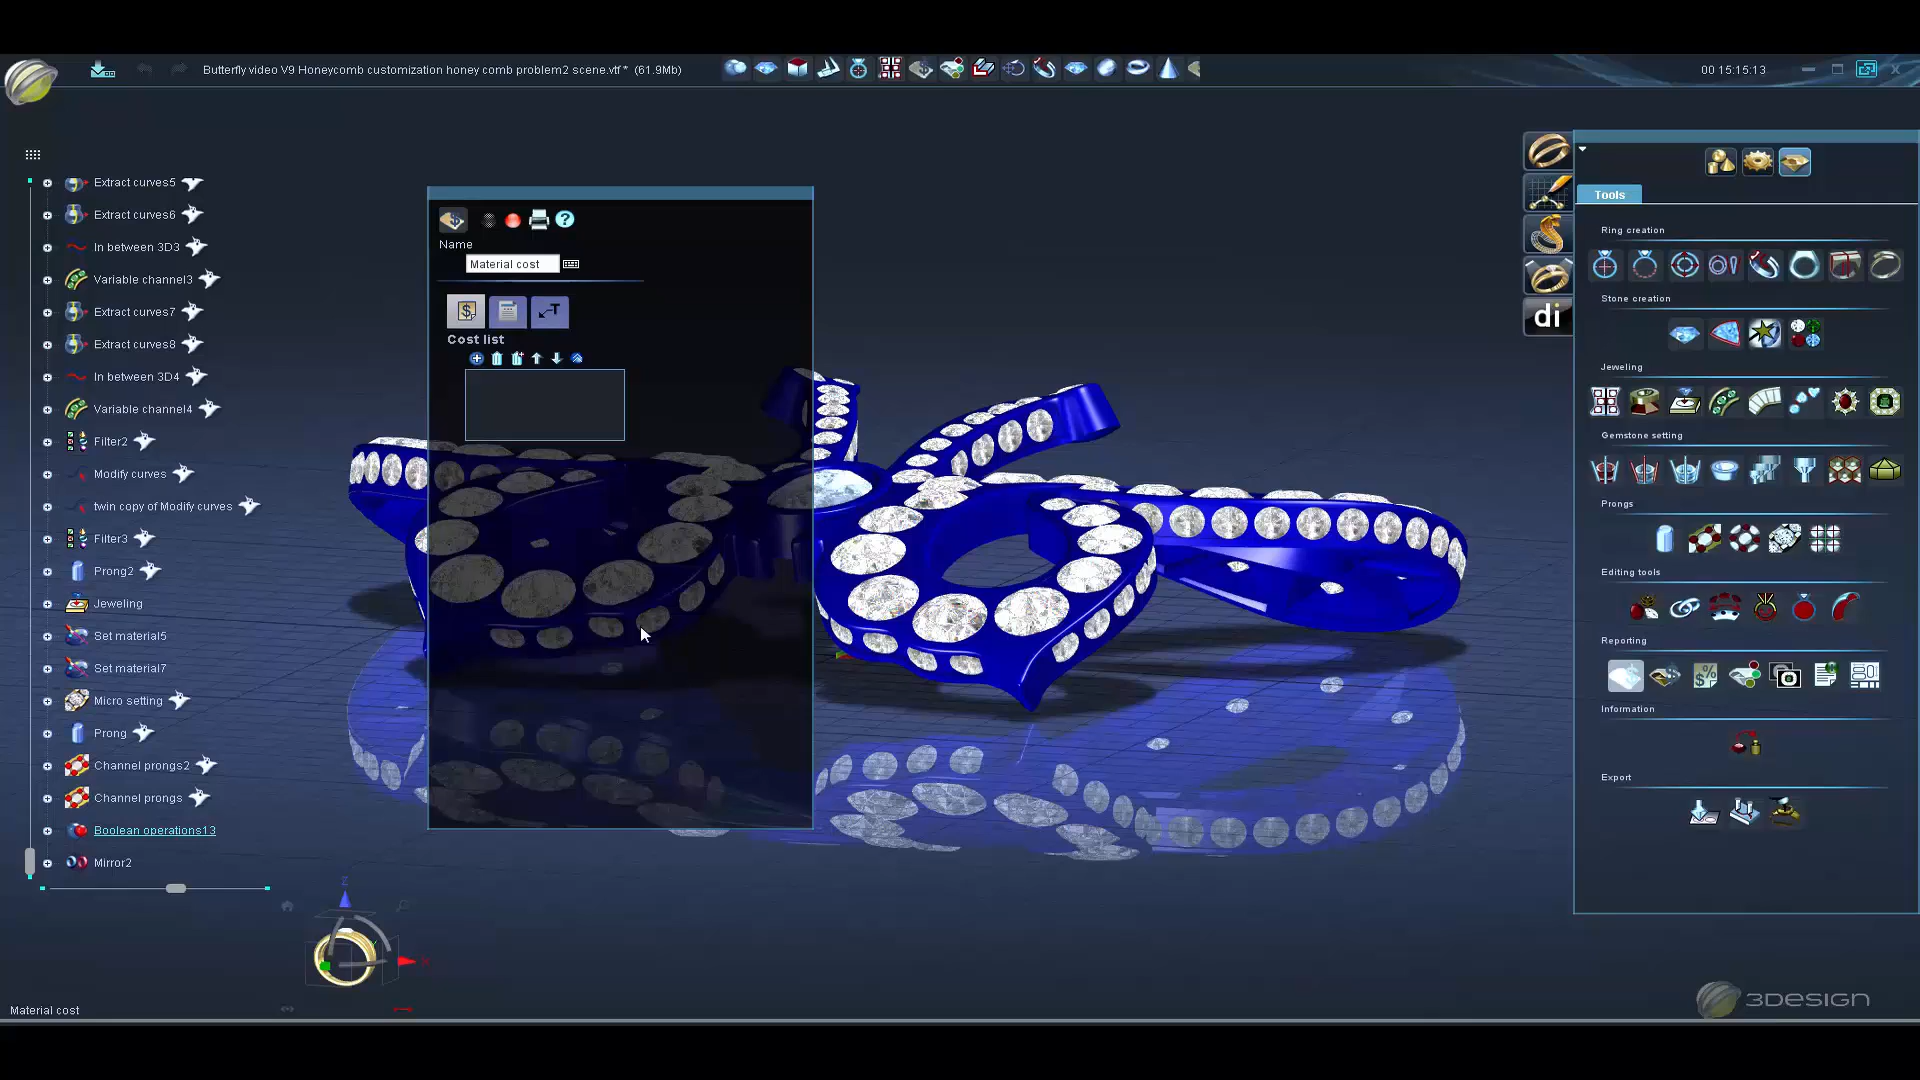 Butterfly video V9 Honeycomb customization honey comb problem2 scene.vtf * (61.9Mb)
00 15:15:13
Extract curves5
Extract curves6
In between 3D3
Variable channel3
Extract curves7
Extract curves8
In between 3D4
Variable channel4
Filter2
Modify curves
twin copy of Modify curves
Filter3
Prong2
Jeweling
Set material5
Set material7
Micro setting
Prong
Channel prongs2
Channel prongs
Boolean operations13
Mirror2
Name
Material cost
Cost list
di
Tools
Ring creation
Stone creation
Jeweling
Gemstone setting
Prongs
Editing tools
Reporting
Information
Export
Z
X
Material cost
3DESIGN